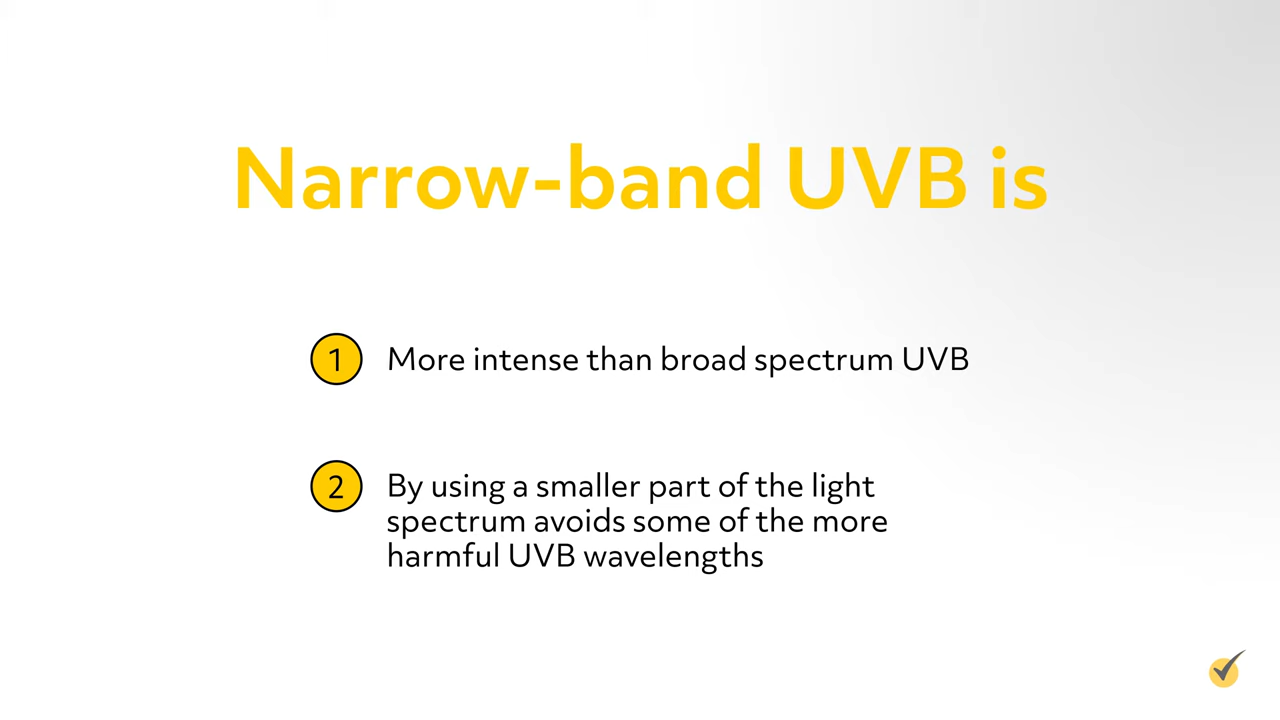 Narrow-band UVB is
1 More intense than broad spectrum UVB
2 By using a smaller part of the light
spectrum avoids some of the more
harmful UVB wavelengths